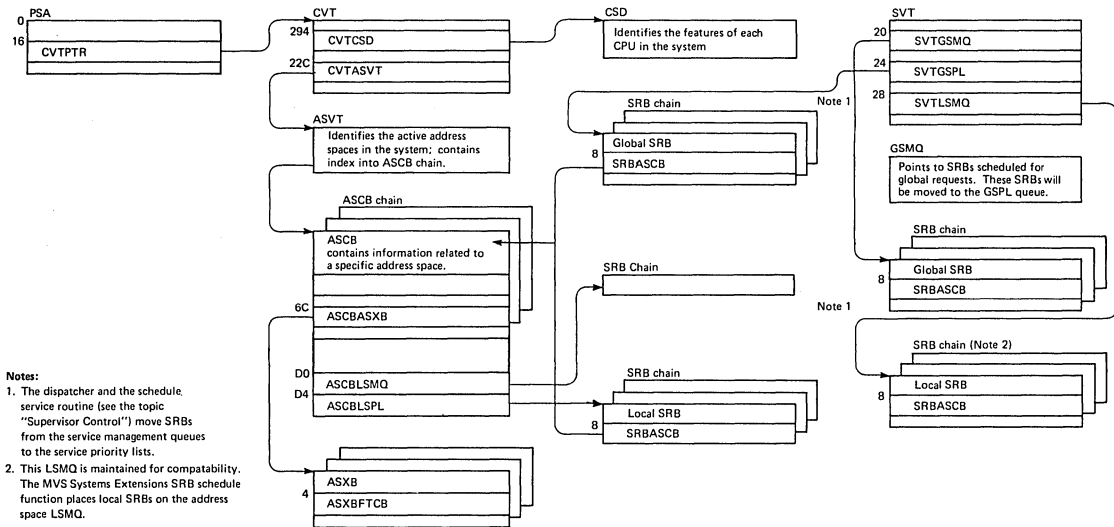 PSA
0
16
CVTPTR
CVT
294
CVTCSD
22C
CVTASVT
CSD
Identifies the features of each
CPU in the system
SVT
20
SVTGSMQ
24
SVTGSPL
28
SVTLSMQ
Note 1
SRB chain
Global SRB
8
SRBASCB
ASVT
Identifies the active address
spaces in the system; contains
index into ASCB chain.
GSMQ
Points to SRBs scheduled for
global requests. These SRBs will
be moved to the GSPL queue.
ASCB chain
ASCB
contains information related to
a specific address space.
6C
ASCBASXB
D0
ASCBLSMQ
D4
ASCBLSPL
SRB Chain
SRB chain
Global SRB
8
SRBASCB
Note 1
SRB chain
Local SRB
8
SRBASCB
SRB chain (Note 2)
Local SRB
8
SRBASCB
ASXB
4
ASXBFTCB
Notes:
1. The dispatcher and the schedule
service routine (see the topic
"Supervisor Control") move SRBs
from the service management queues
to the service priority lists.
2. This LSMQ is maintained for compatability.
The MVS Systems Extensions SRB schedule
function places local SRBs on the address
space LSMQ.